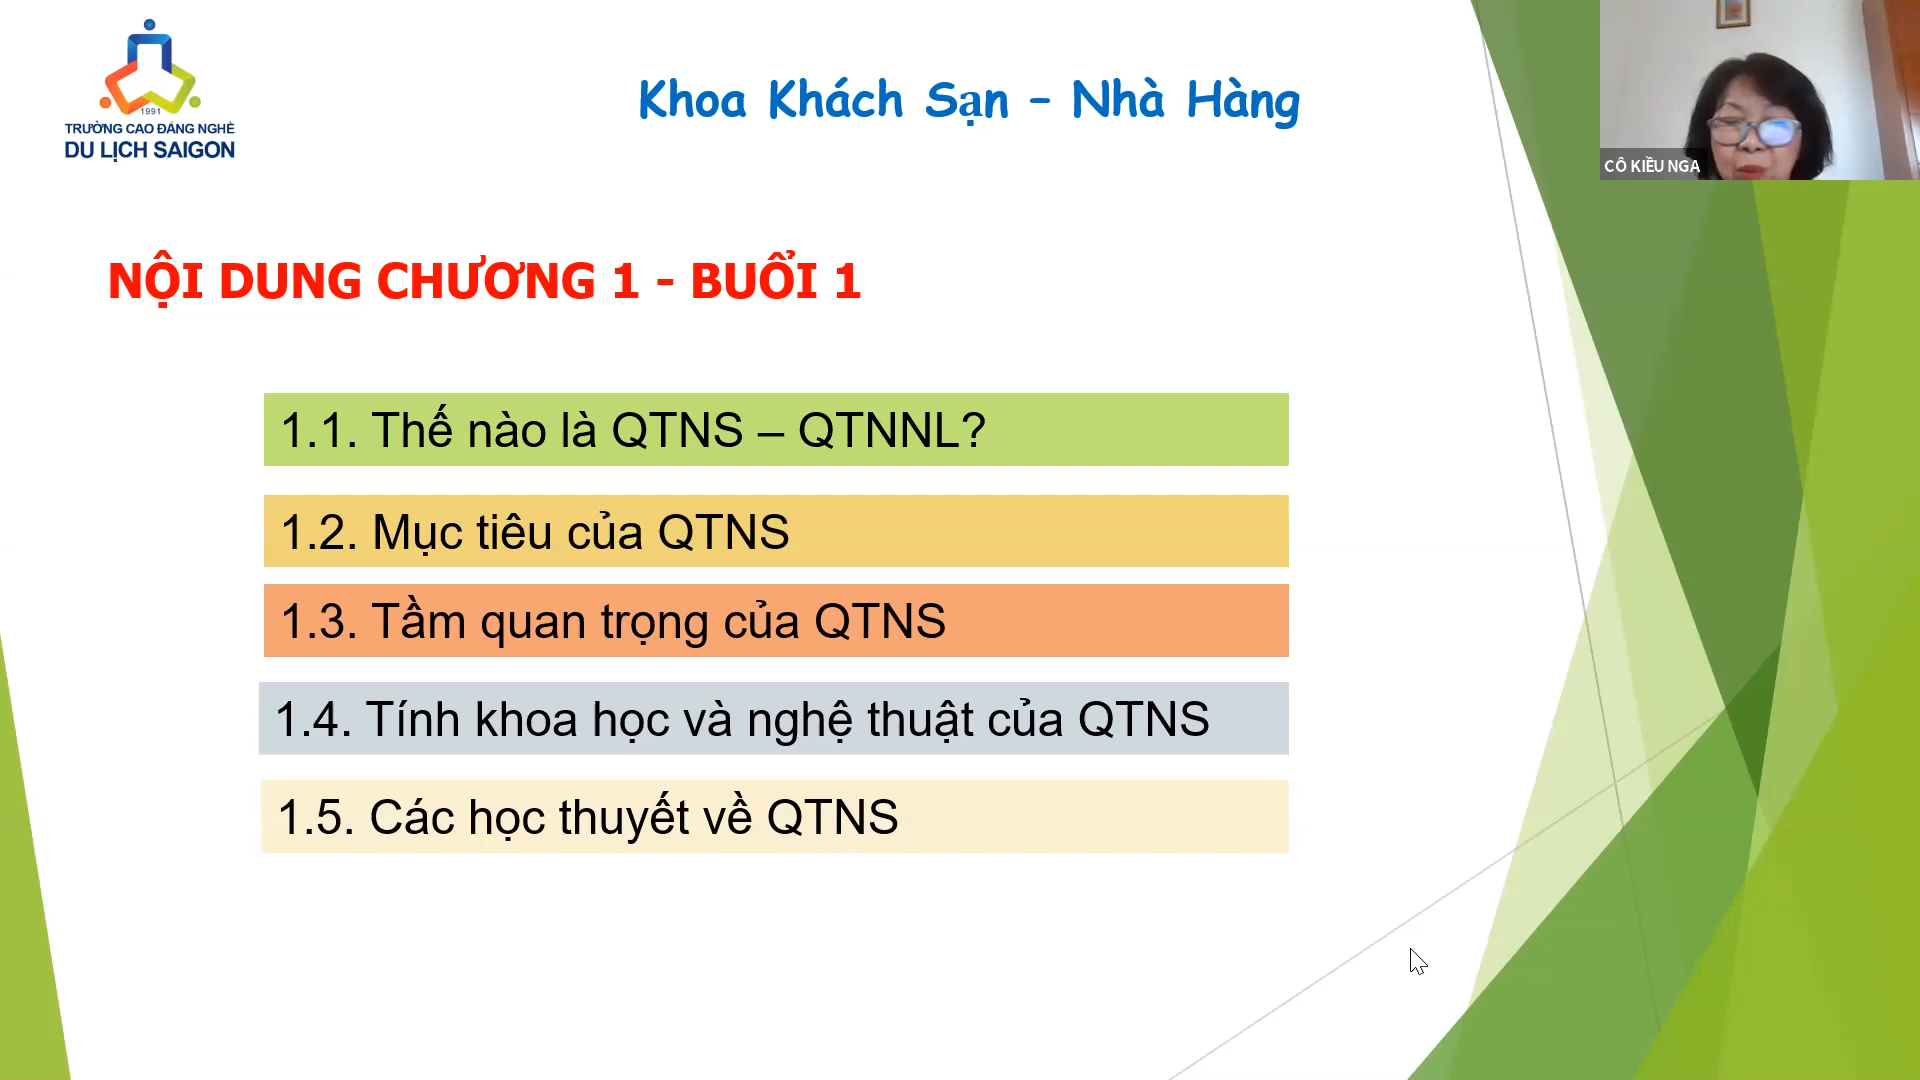 1991
TRƯỜNG CAO ĐẲNG NGHỀ
DU LỊCH SAIGON
Khoa Khách Sạn – Nhà Hàng
CÔ KIỀU NGA
NỘI DUNG CHƯƠNG 1 - BUỔI 1
1.1. Thế nào là QTNS – QTNNL?
1.2. Mục tiêu của QTNS
1.3. Tầm quan trọng của QTNS
1.4. Tính khoa học và nghệ thuật của QTNS
1.5. Các học thuyết về QTNS